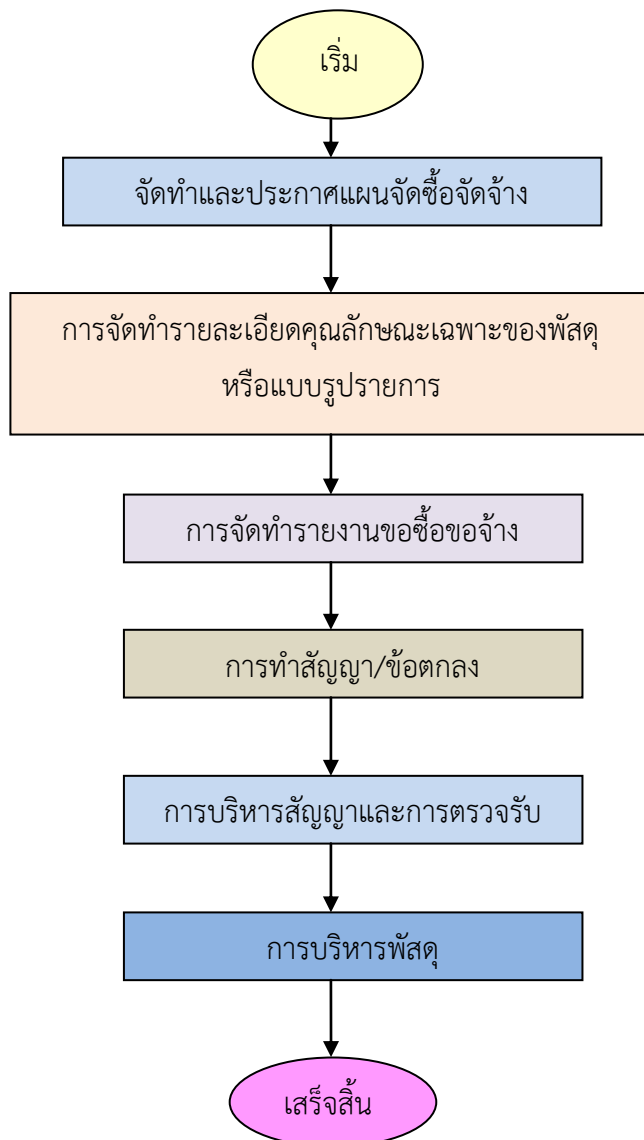 เริ่ม
จัดทำและประกาศแผนจัดซื้อจัดจ้าง
การจัดทำรายละเอียดคุณลักษณะเฉพาะของพัสดุ
หรือแบบรูปรายการ
การจัดทำรายงานขอซื้อขอจ้าง
การทำสัญญา/ข้อตกลง
การบริหารสัญญาและการตรวจรับ
การบริหารพัสดุ
เสร็จสิ้น